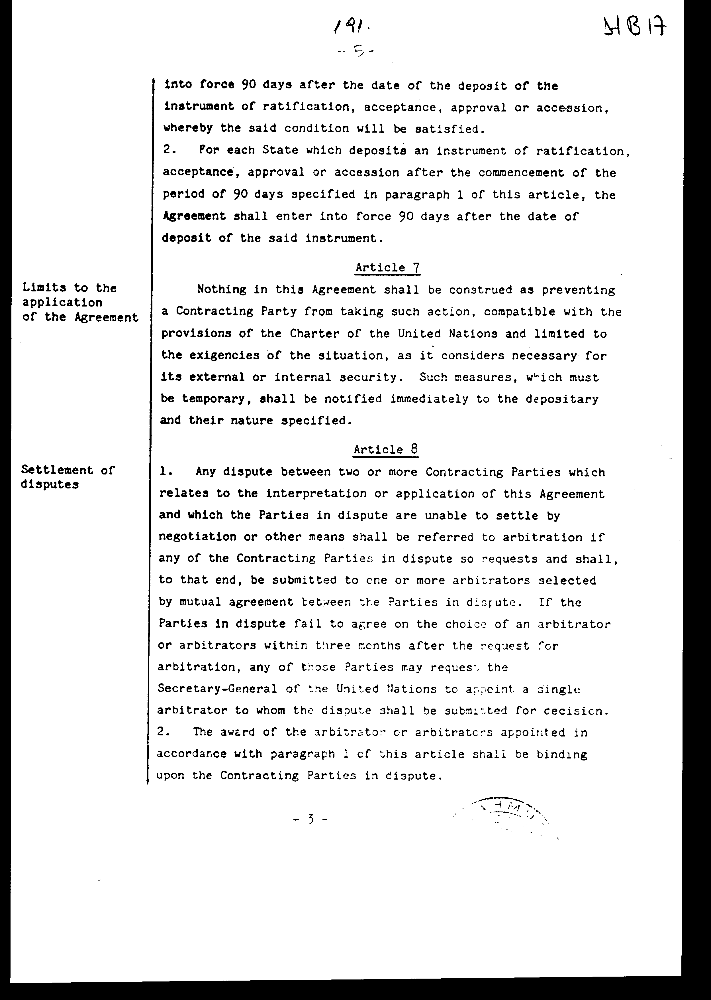 191.
HB17
- 5 -
into force 90 days after the date of the deposit of the
instrument of ratification, acceptance, approval or accession,
whereby the said condition will be satisfied.
2. For each State which deposits an instrument of ratification,
acceptance, approval or accession after the commencement of the
period of 90 days specified in paragraph 1 of this article, the
Agreement shall enter into force 90 days after the date of
deposit of the said instrument.
Article 7
Limits to the
application
of the Agreement
Nothing in this Agreement shall be construed as preventing
a Contracting Party from taking such action, compatible with the
provisions of the Charter of the United Nations and limited to
the exigencies of the situation, as it considers necessary for
its external or internal security. Such measures, which must
be temporary, shall be notified immediately to the depositary
and their nature specified.
Article 8
Settlement of
disputes
1. Any dispute between two or more Contracting Parties which
relates to the interpretation or application of this Agreement
and which the Parties in dispute are unable to settle by
negotiation or other means shall be referred to arbitration if
any of the Contracting Parties in dispute so requests and shall,
to that end, be submitted to one or more arbitrators selected
by mutual agreement between the Parties in dispute. If the
Parties in dispute fail to agree on the choice of an arbitrator
or arbitrators within three months after the request for
arbitration, any of those Parties may request the
Secretary-General of the United Nations to appoint a single
arbitrator to whom the dispute shall be submitted for decision.
2. The award of the arbitrator or arbitrators appointed in
accordance with paragraph 1 of this article shall be binding
upon the Contracting Parties in dispute.
- 3 -